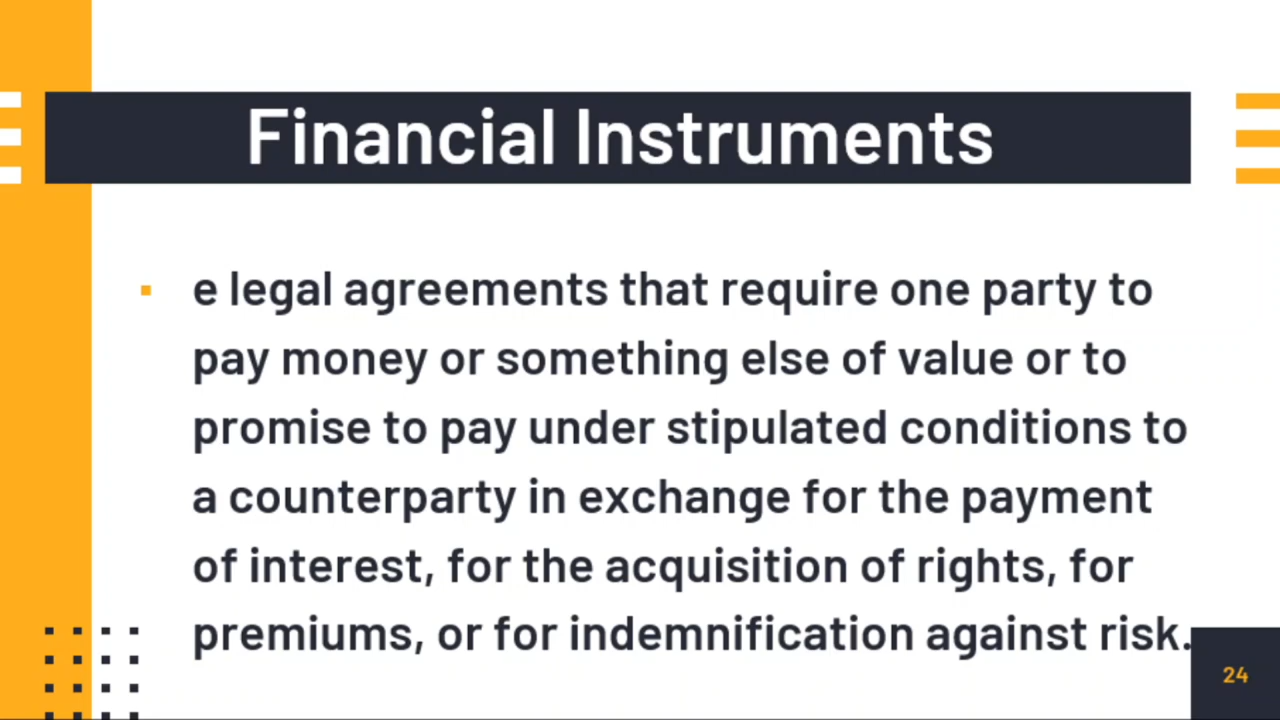 Financial Instruments
e legal agreements that require one party to
pay money or something else of value or to
promise to pay under stipulated conditions to
a counterparty in exchange for the payment
of interest, for the acquisition of rights, for
premiums, or for indemnification against risk.
24